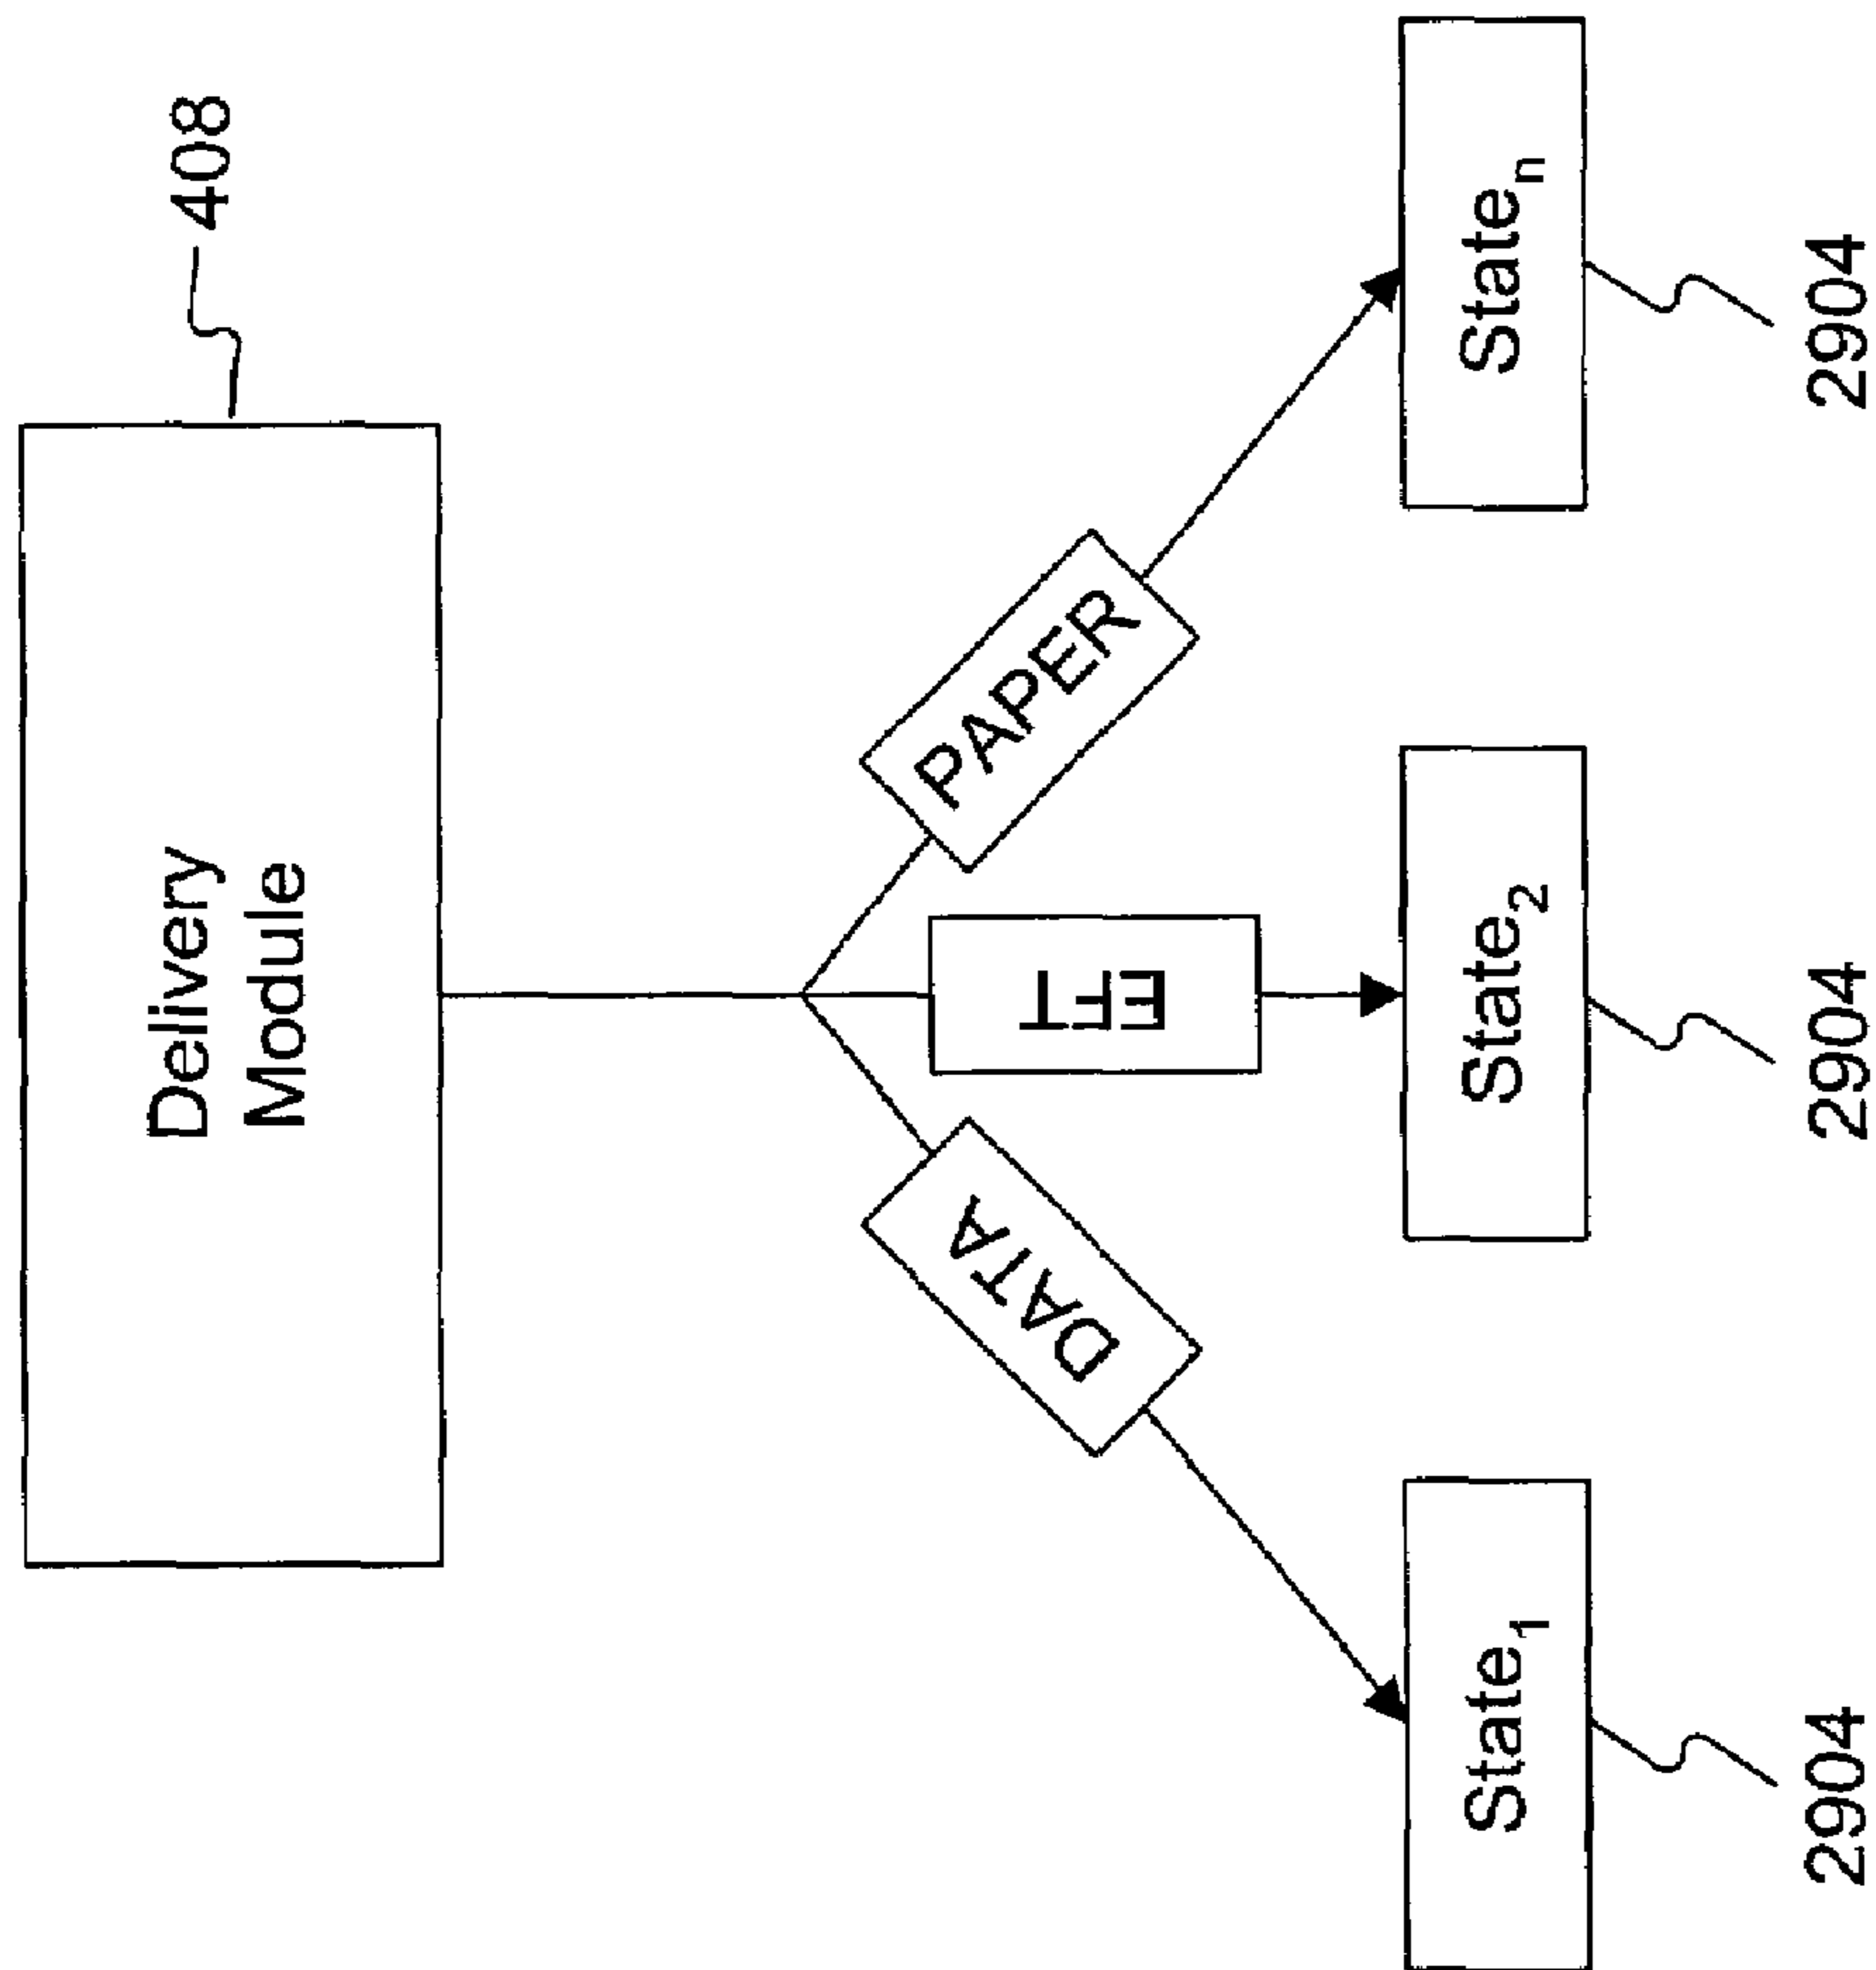 Delivery
Module
408
DATA
EFT
PAPER
State1
State2
Staten
2904
2904
2904